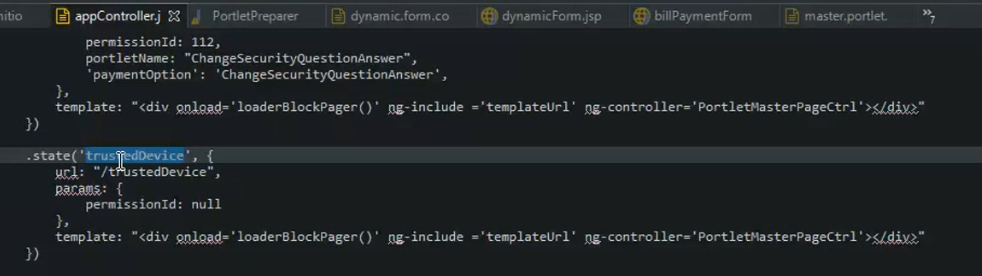 nitio appController.j PortletPreparer dynamic.form.co dynamicForm.jsp billPaymentForm master.portlet. »7
permissionId: 112,
portletName: "ChangeSecurityQuestionAnswer",
'paymentOption': 'ChangeSecurityQuestionAnswer',
},
template: "<div onload='loaderBlockPager()' ng-include ='templateUrl' ng-controller='PortletMasterPageCtrl'></div>"
})
.state('trustedDevice', {
url: "/trustedDevice",
params: {
permissionId: null
},
template: "<div onload='loaderBlockPager()' ng-include ='templateUrl' ng-controller='PortletMasterPageCtrl'></div>"
})